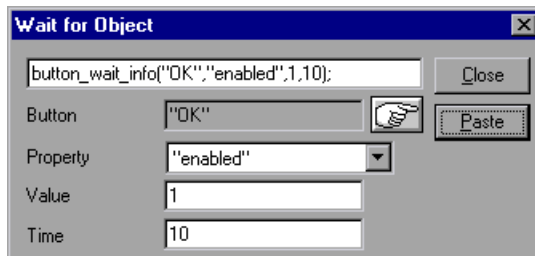 Wait for Object
button_wait_info("OK","enabled",1,10);
Close
Button "OK"
Paste
Property "enabled"
Value 1
Time 10